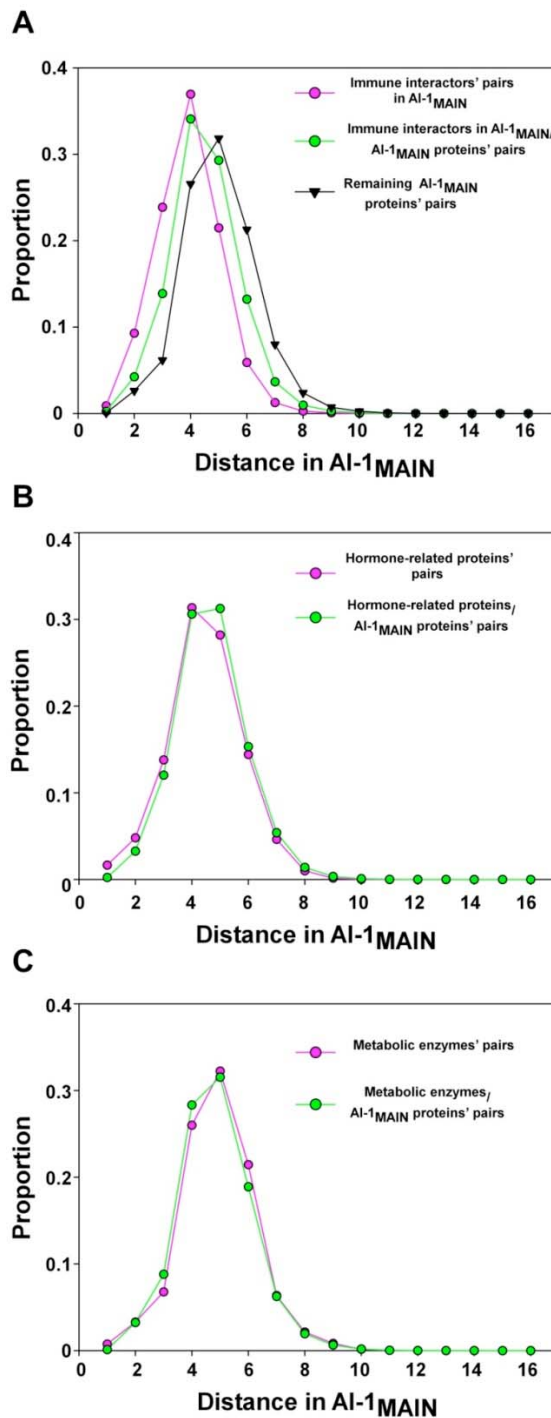 A
0.4
Immune interactors' pairs
in AI-1MAIN
Immune interactors in AI-1MAIN/
AI-1MAIN proteins' pairs
0.3
Remaining AI-1MAIN
proteins' pairs
0.2
Proportion
0.1
0
0 2 4 6 8 10 12 14 16
Distance in AI-1MAIN
B
0.4
Hormone-related proteins'
pairs
0.3
Hormone-related proteins/
AI-1MAIN proteins' pairs
0.2
Proportion
0.1
0
0 2 4 6 8 10 12 14 16
Distance in AI-1MAIN
C
0.4
Metabolic enzymes' pairs
0.3
Metabolic enzymes/
AI-1MAIN proteins' pairs
0.2
Proportion
0.1
0
0 2 4 6 8 10 12 14 16
Distance in AI-1MAIN